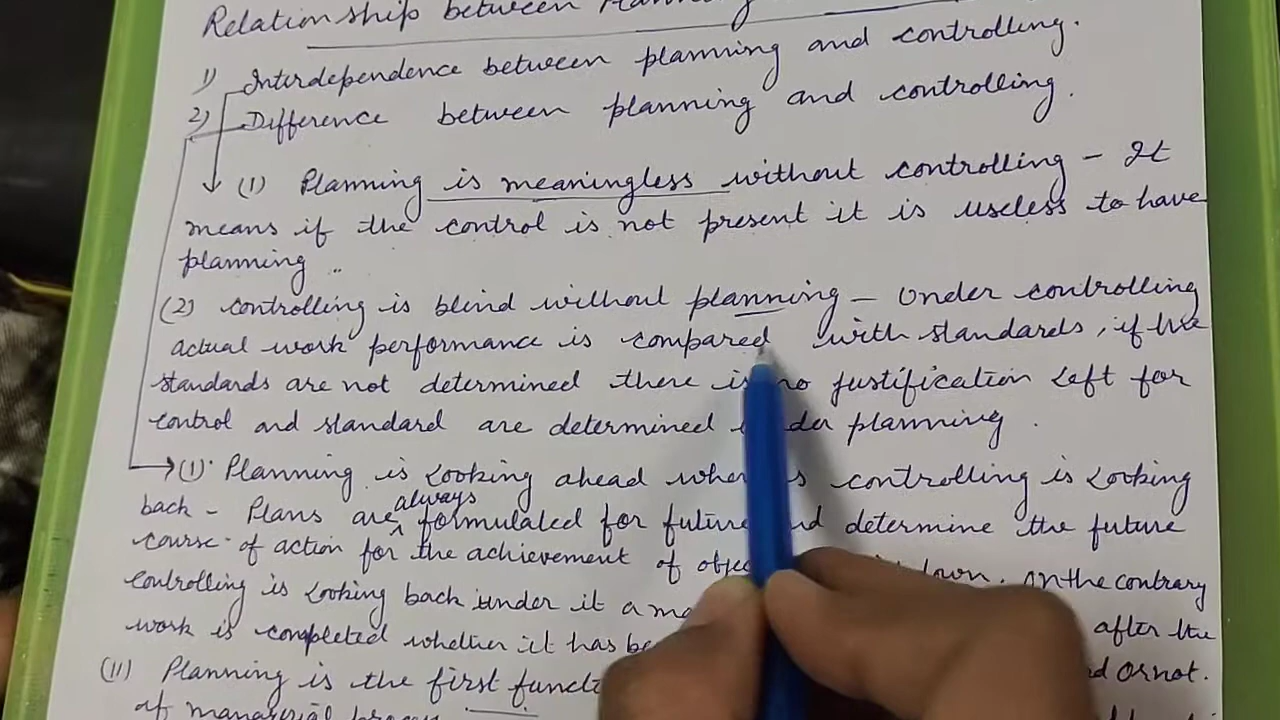 Relationship between Planning
1) Interdependence between planning and controlling.
2) Difference between planning and controlling.
(1) Planning is meaningless without controlling - It
means if the control is not present it is useless to have
planning ..
(2) controlling is blind without planning - Under controlling
actual work performance is compared with standards, if the
standards are not determined there is no justification left for
control and standard are determined under planning.
(1) Planning is looking ahead whereas controlling is looking
back - Plans are always formulated for future and determine the future
course of action for the achievement of down. On the contrary
controlling is looking back under it a
work is completed whether it has after the
ornot.
(11) Planning is the first
of managerial